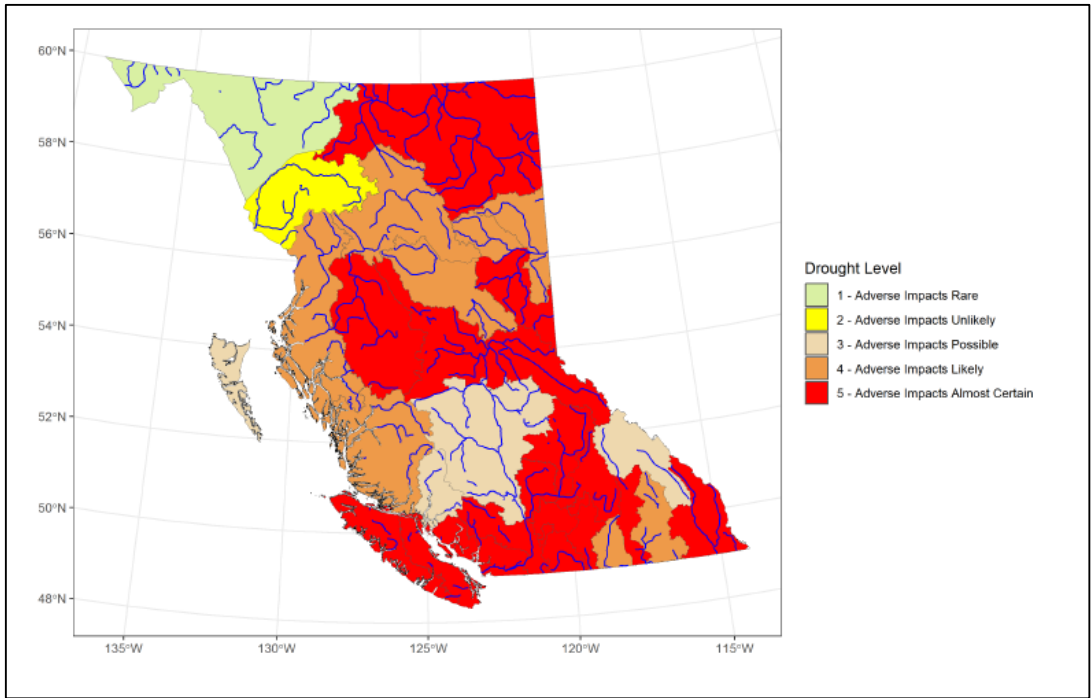 60°N
58°N
56°N
54°N
52°N
50°N
48°N
135°W
130°W
125°W
120°W
115°W
Drought Level
1 - Adverse Impacts Rare
2 - Adverse Impacts Unlikely
3 - Adverse Impacts Possible
4 - Adverse Impacts Likely
5 - Adverse Impacts Almost Certain